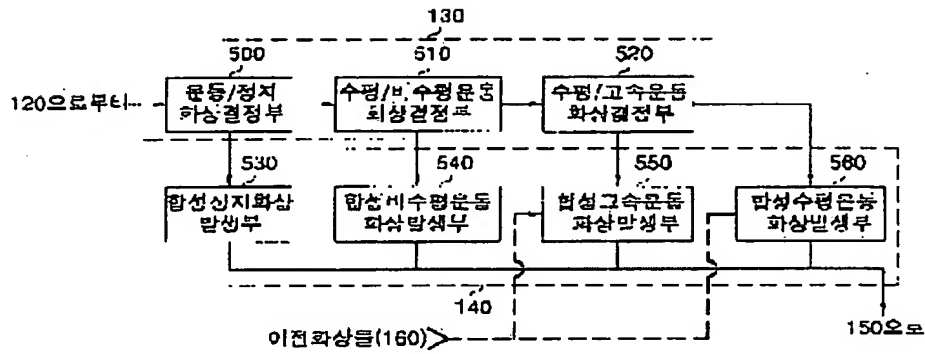 130
500
510
520
120으로부터
운동/정지
화상결정부
수평/비수평운동
화상결정부
수평/고속운동
화상결정부
530
540
550
560
합성정지화상
발생부
합성비수평운동
화상발생부
합성고속운동
화상발생부
합성수평운동
화상발생부
140
150으로
이전화상들(160)